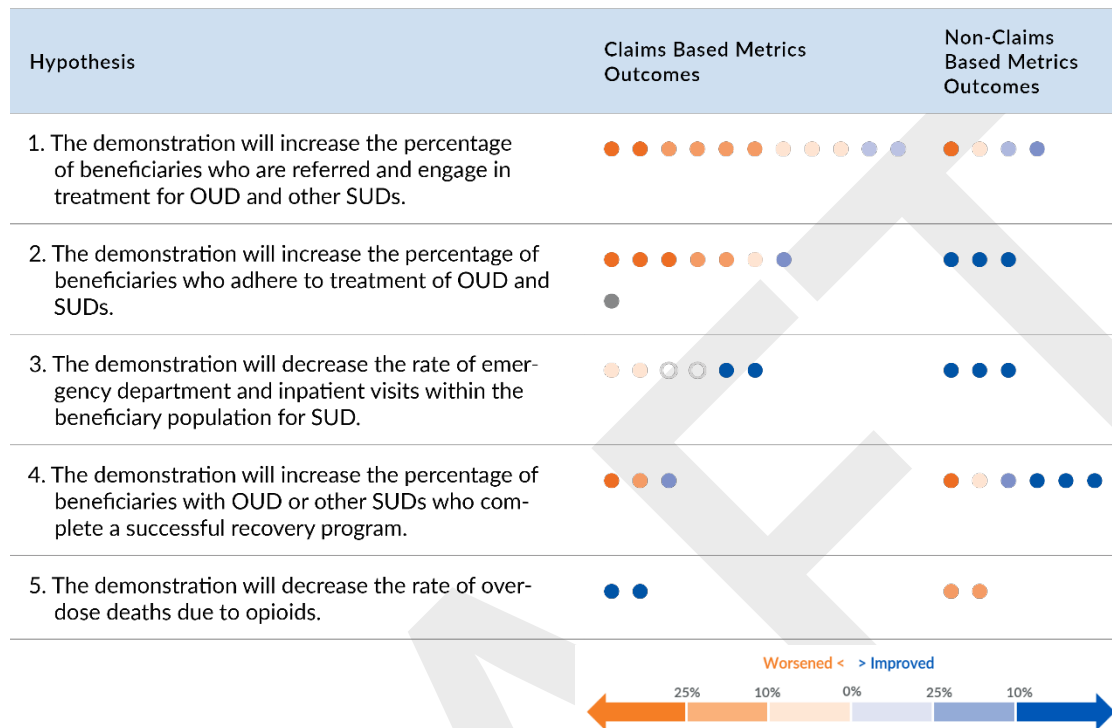 Hypothesis
Claims Based Metrics
Outcomes
Non-Claims
Based Metrics
Outcomes
1. The demonstration will increase the percentage
of beneficiaries who are referred and engage in
treatment for OUD and other SUDs.
2. The demonstration will increase the percentage of
beneficiaries who adhere to treatment of OUD and
SUDs.
3. The demonstration will decrease the rate of emer-
gency department and inpatient visits within the
beneficiary population for SUD.
4. The demonstration will increase the percentage of
beneficiaries with OUD or other SUDs who com-
plete a successful recovery program.
5. The demonstration will decrease the rate of over-
dose deaths due to opioids.
Worsened < > Improved
25% 10% 0% 25% 10%